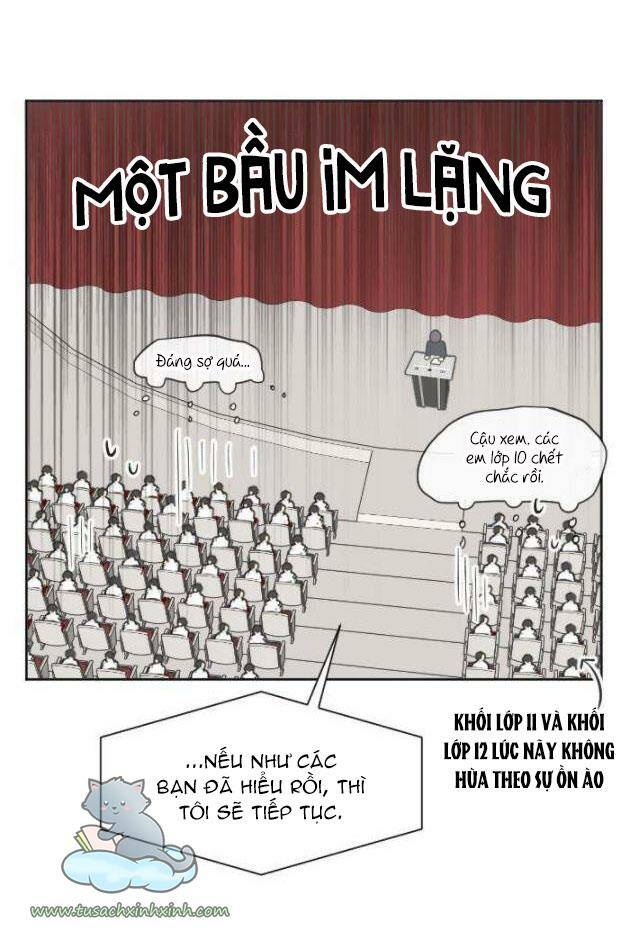 MỘT BẦU IM LẶNG
Đáng sợ quá...
Cậu xem, các
em lớp 10 chết
chắc rồi.
KHỐI LỚP 11 VÀ KHỐI
LỚP 12 LÚC NÀY KHÔNG
HÙA THEO SỰ ỒN ÀO
...NẾU NHƯ CÁC
BẠN ĐÃ HIỂU RỒI, THÌ
TÔI SẼ TIẾP TỤC.
www.tusachxinhxinh.com